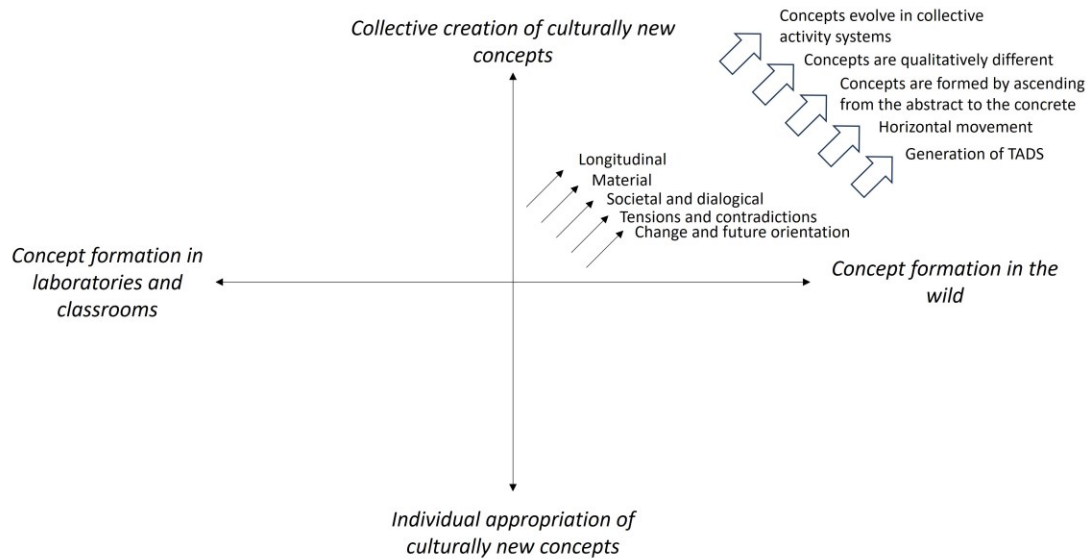 Collective creation of culturally new
concepts
Concepts evolve in collective
activity systems
Concepts are qualitatively different
Concepts are formed by ascending
from the abstract to the concrete
Horizontal movement
Generation of TADS
Longitudinal
Material
Societal and dialogical
Tensions and contradictions
Change and future orientation
Concept formation in
laboratories and
classrooms
Concept formation in the
wild
Individual appropriation of
culturally new concepts